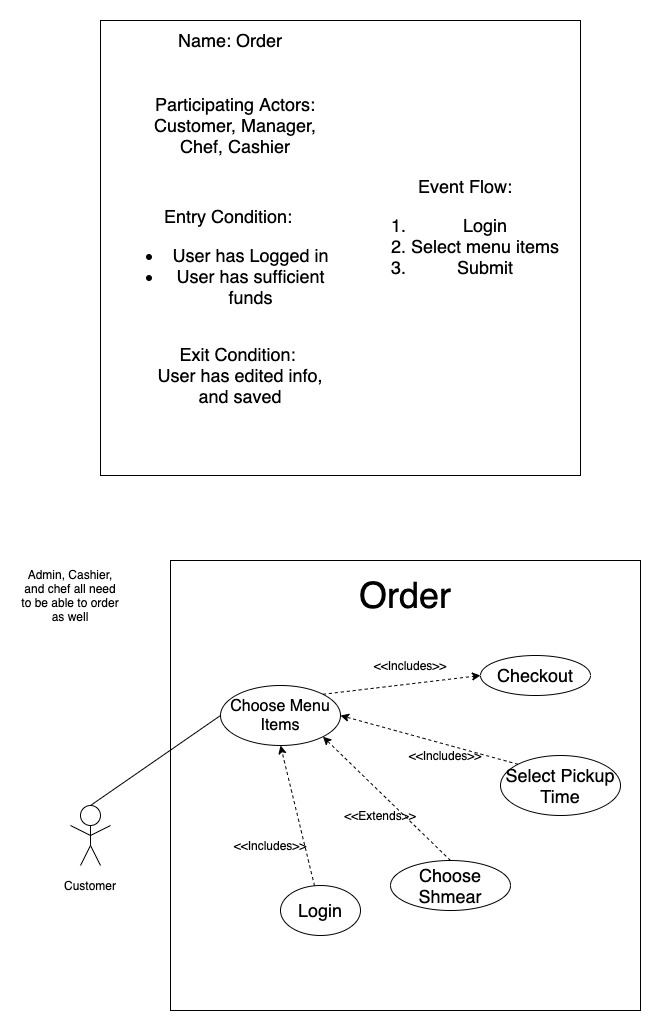 Name: Order
Participating Actors:
Customer, Manager,
Chef, Cashier
Entry Condition:
• User has Logged in
• User has sufficient
funds
Exit Condition:
User has edited info,
and saved
Event Flow:
1. Login
2. Select menu items
3. Submit
Admin, Cashier,
and chef all need
to be able to order
as well
Order
<<Includes>>
Checkout
Choose Menu
Items
<<Includes>>
Select Pickup
Time
<<Extends>>
<<Includes>>
Choose
Shmear
Login
Customer